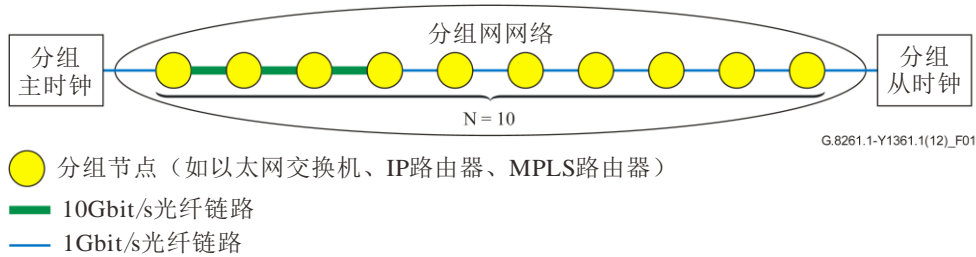 分组网网络
分组
主时钟
分组
从时钟
N = 10
G.8261.1-Y1361.1(12)_F01
分组节点（如以太网交换机、IP路由器、MPLS路由器）
10Gbit/s光纤链路
1Gbit/s光纤链路